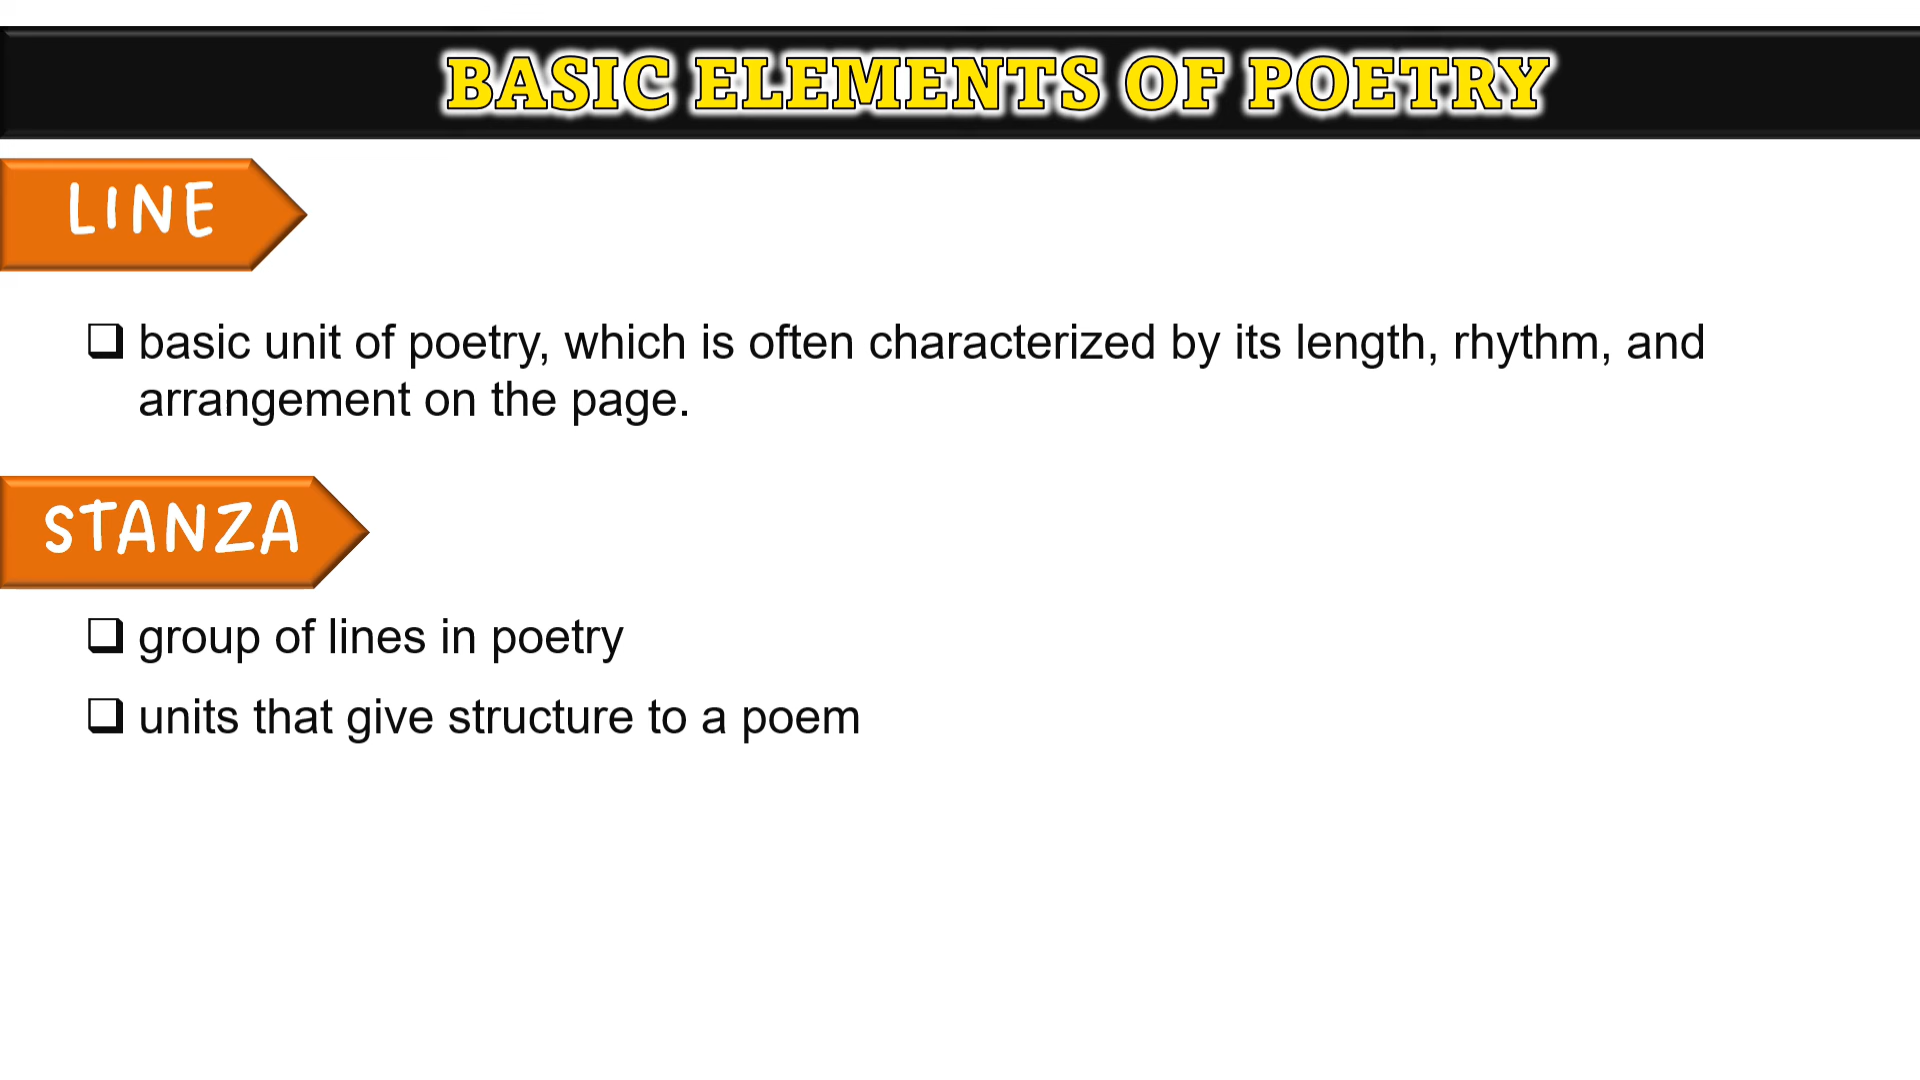 BASIC ELEMENTS OF POETRY
LINE
❑ basic unit of poetry, which is often characterized by its length, rhythm, and
arrangement on the page.
STANZA
❑ group of lines in poetry
❑ units that give structure to a poem